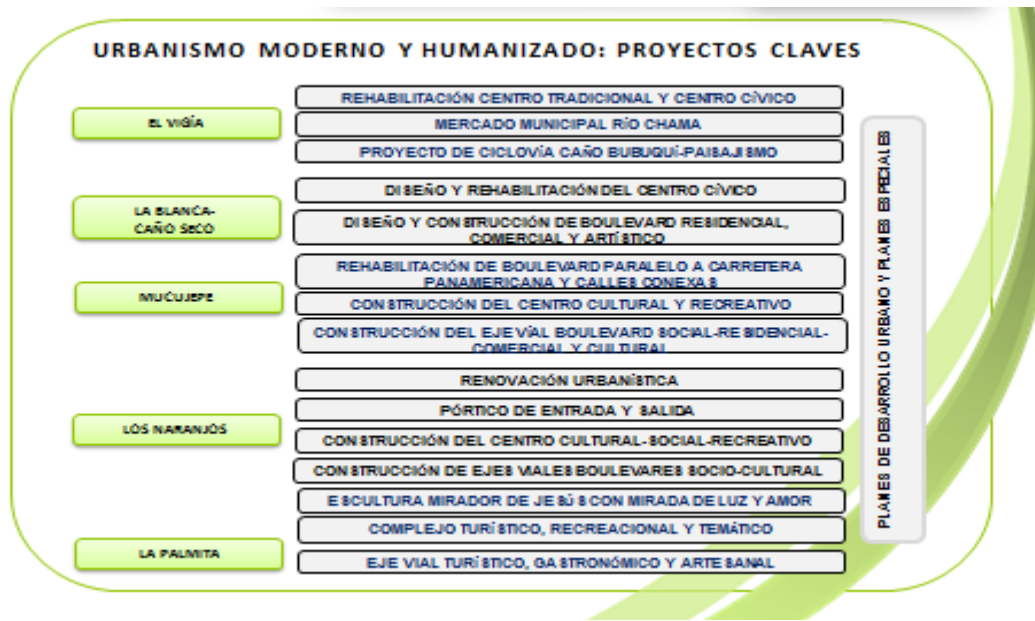 URBANISMO MODERNO Y HUMANIZADO: PROYECTOS CLAVES
EL VIGÍA
REHABILITACIÓN CENTRO TRADICIONAL Y CENTRO CÍVICO
MERCADO MUNICIPAL RÍO CHAMA
PROYECTO DE CICLOVÍA CAÑO BUBUQUÍ-PAISAJISMO
LA BLANCA-
CAÑO SECO
DISEÑO Y REHABILITACIÓN DEL CENTRO CÍVICO
DISEÑO Y CONSTRUCCIÓN DE BOULEVARD RESIDENCIAL,
COMERCIAL Y ARTÍSTICO
MUCUJEPE
REHABILITACIÓN DE BOULEVARD PARALELO A CARRETERA
PANAMERICANA Y CALLES CONEXAS
CONSTRUCCIÓN DEL CENTRO CULTURAL Y RECREATIVO
CONSTRUCCIÓN DEL EJE VÍAL BOULEVARD SOCIAL-RESIDENCIAL-
COMERCIAL Y CULTURAL
LOS NARANJOS
RENOVACIÓN URBANÍSTICA
PÓRTICO DE ENTRADA Y SALIDA
CONSTRUCCIÓN DEL CENTRO CULTURAL-SOCIAL-RECREATIVO
CONSTRUCCIÓN DE EJES VIALES BOULEVARES SOCIO-CULTURAL
ESCULTURA MIRADOR DE JESÚS CON MIRADA DE LUZ Y AMOR
LA PALMITA
COMPLEJO TURÍSTICO, RECREACIONAL Y TEMÁTICO
EJE VIAL TURÍSTICO, GASTRONÓMICO Y ARTESANAL
PLANES DE DESARROLLO URBANO Y PLANES ESPECIALES